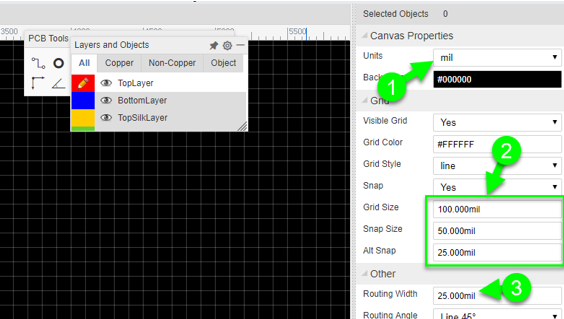 Selected Objects 0
3500
5000
5500
PCB Tools
Layers and Objects
All Copper Non-Copper Object
TopLayer
BottomLayer
TopSilkLayer
Canvas Properties
Units mil
Back #000000
1
Grid
Visible Grid Yes
Grid Color #FFFFFF
2
Grid Style line
Snap Yes
Grid Size 100.000mil
Snap Size 50.000mil
Alt Snap 25.000mil
Other
Routing Width 25.000mil
3
Routing Angle Line 45°